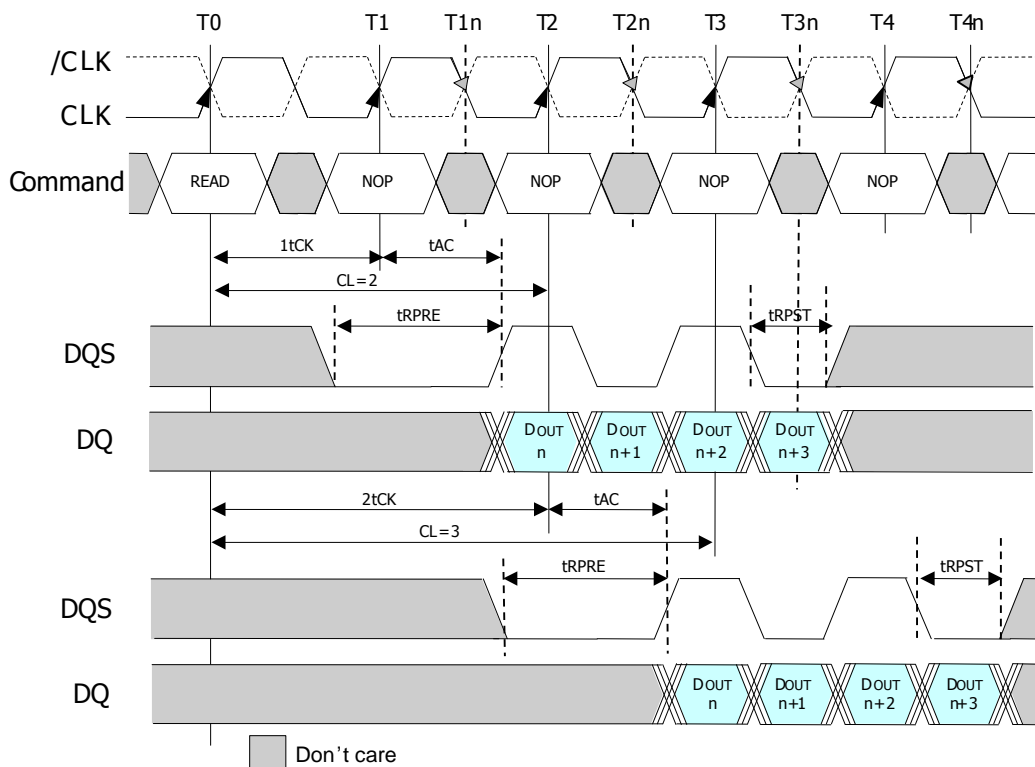 T0 T1 T1n T2 T2n T3 T3n T4 T4n
/CLK
CLK
Command READ NOP NOP NOP NOP
1tCK tAC
CL=2
tRPRE tRPST
DQS
DQ DOUT n DOUT n+1 DOUT n+2 DOUT n+3
2tCK tAC
CL=3
tRPRE tRPST
DQS
DQ DOUT n DOUT n+1 DOUT n+2 DOUT n+3
Don't care